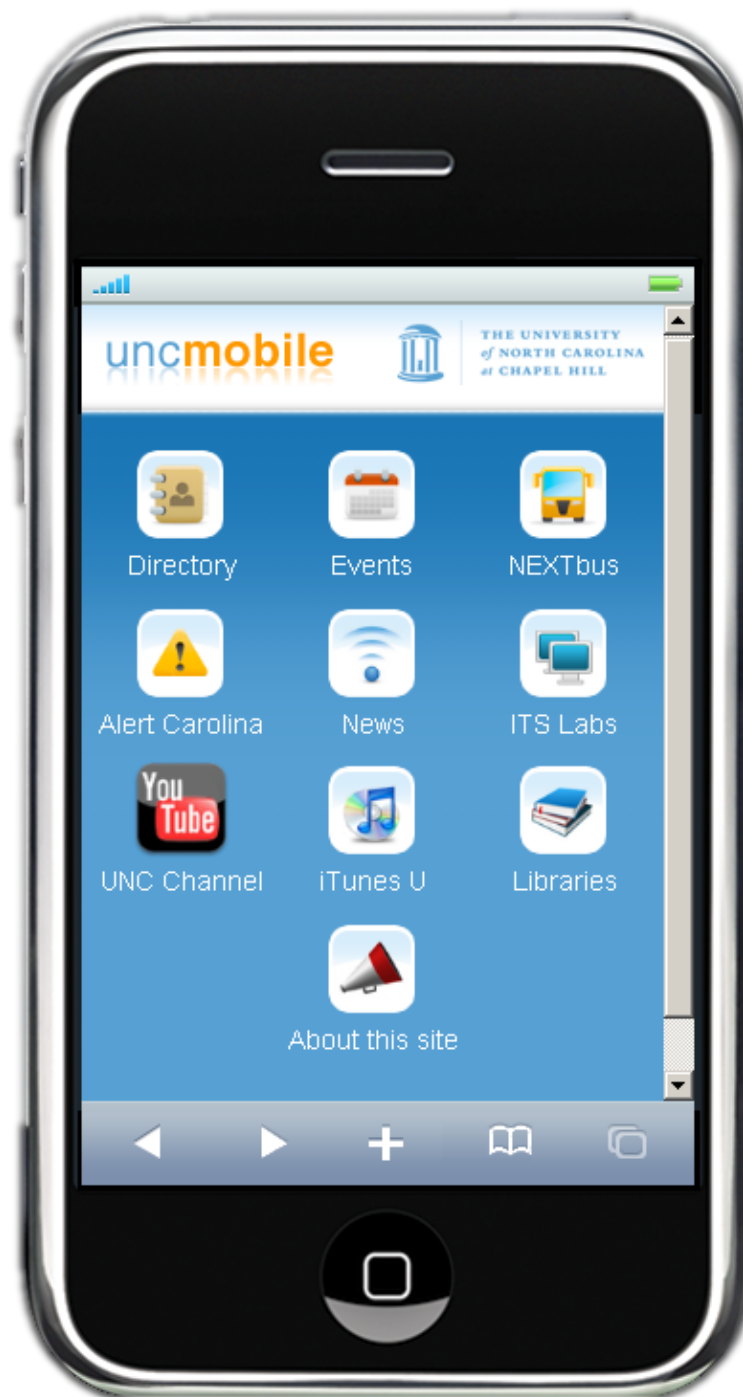 uncmobile
THE UNIVERSITY
of NORTH CAROLINA
at CHAPEL HILL
Directory Events NEXTbus
Alert Carolina News ITS Labs
You
Tube
UNC Channel iTunes U Libraries
About this site